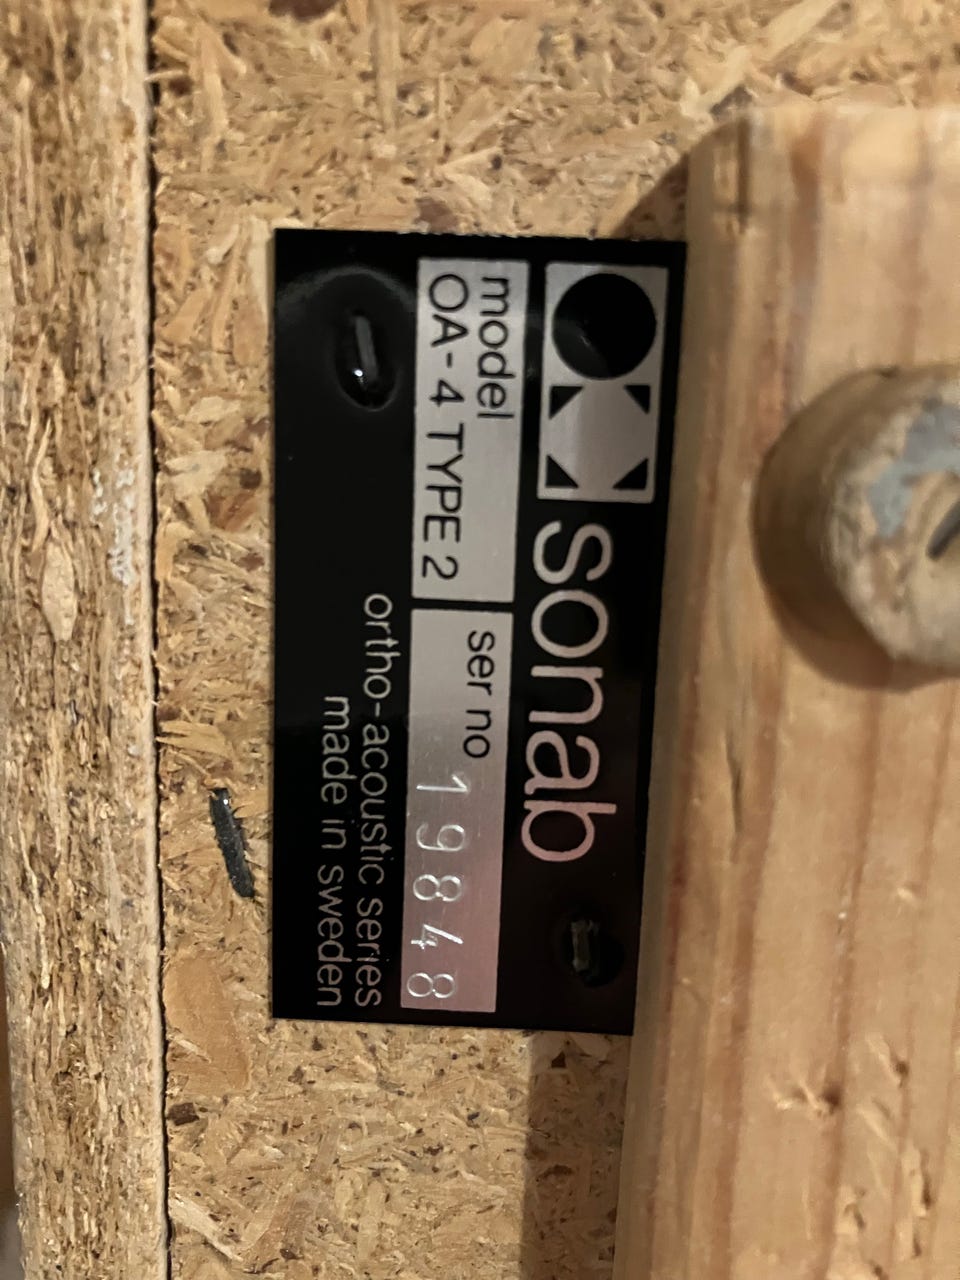 sonab
model
OA-4 TYPE 2
ser no
19848
ortho-acoustic series
made in sweden